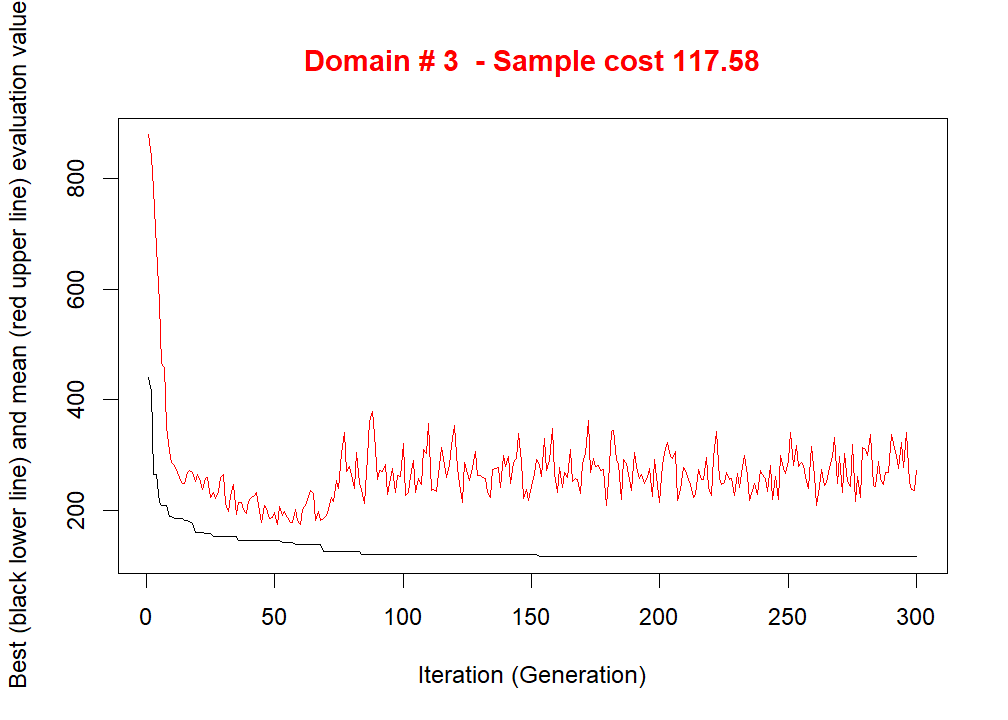 Domain # 3  - Sample cost 117.58
Best (black lower line) and mean (red upper line) evaluation value
800
600
400
200
0 50 100 150 200 250 300
Iteration (Generation)